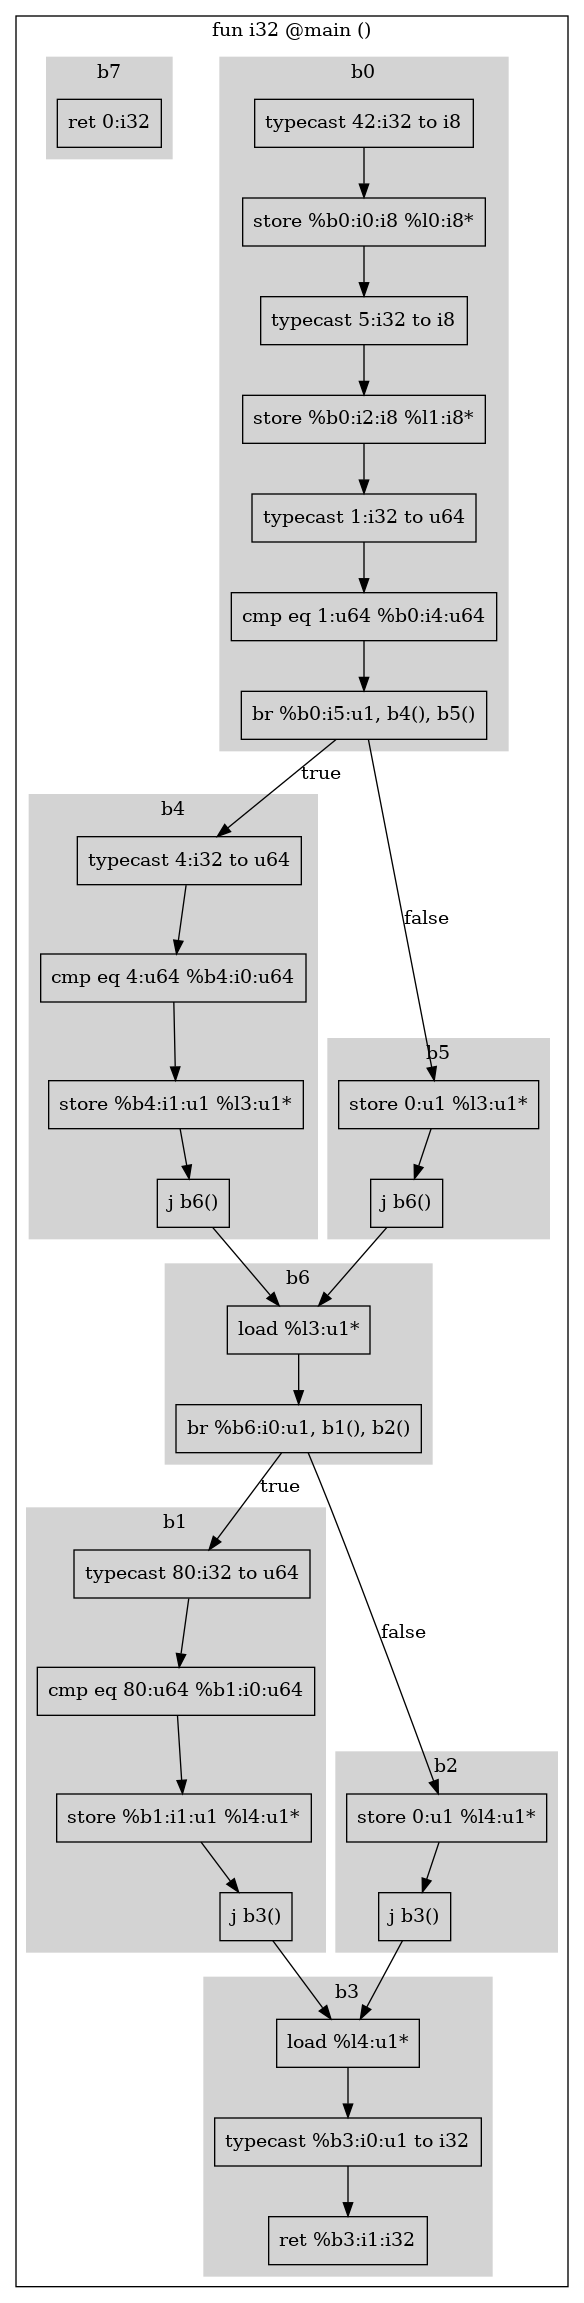 fun i32 @main ()
b7
ret 0:i32
b0
typecast 42:i32 to i8
store %b0:i0:i8 %l0:i8*
typecast 5:i32 to i8
store %b0:i2:i8 %l1:i8*
typecast 1:i32 to u64
cmp eq 1:u64 %b0:i4:u64
br %b0:i5:u1, b4(), b5()
true
false
b4
typecast 4:i32 to u64
cmp eq 4:u64 %b4:i0:u64
store %b4:i1:u1 %l3:u1*
j b6()
b5
store 0:u1 %l3:u1*
j b6()
b6
load %l3:u1*
br %b6:i0:u1, b1(), b2()
true
false
b1
typecast 80:i32 to u64
cmp eq 80:u64 %b1:i0:u64
store %b1:i1:u1 %l4:u1*
j b3()
b2
store 0:u1 %l4:u1*
j b3()
b3
load %l4:u1*
typecast %b3:i0:u1 to i32
ret %b3:i1:i32